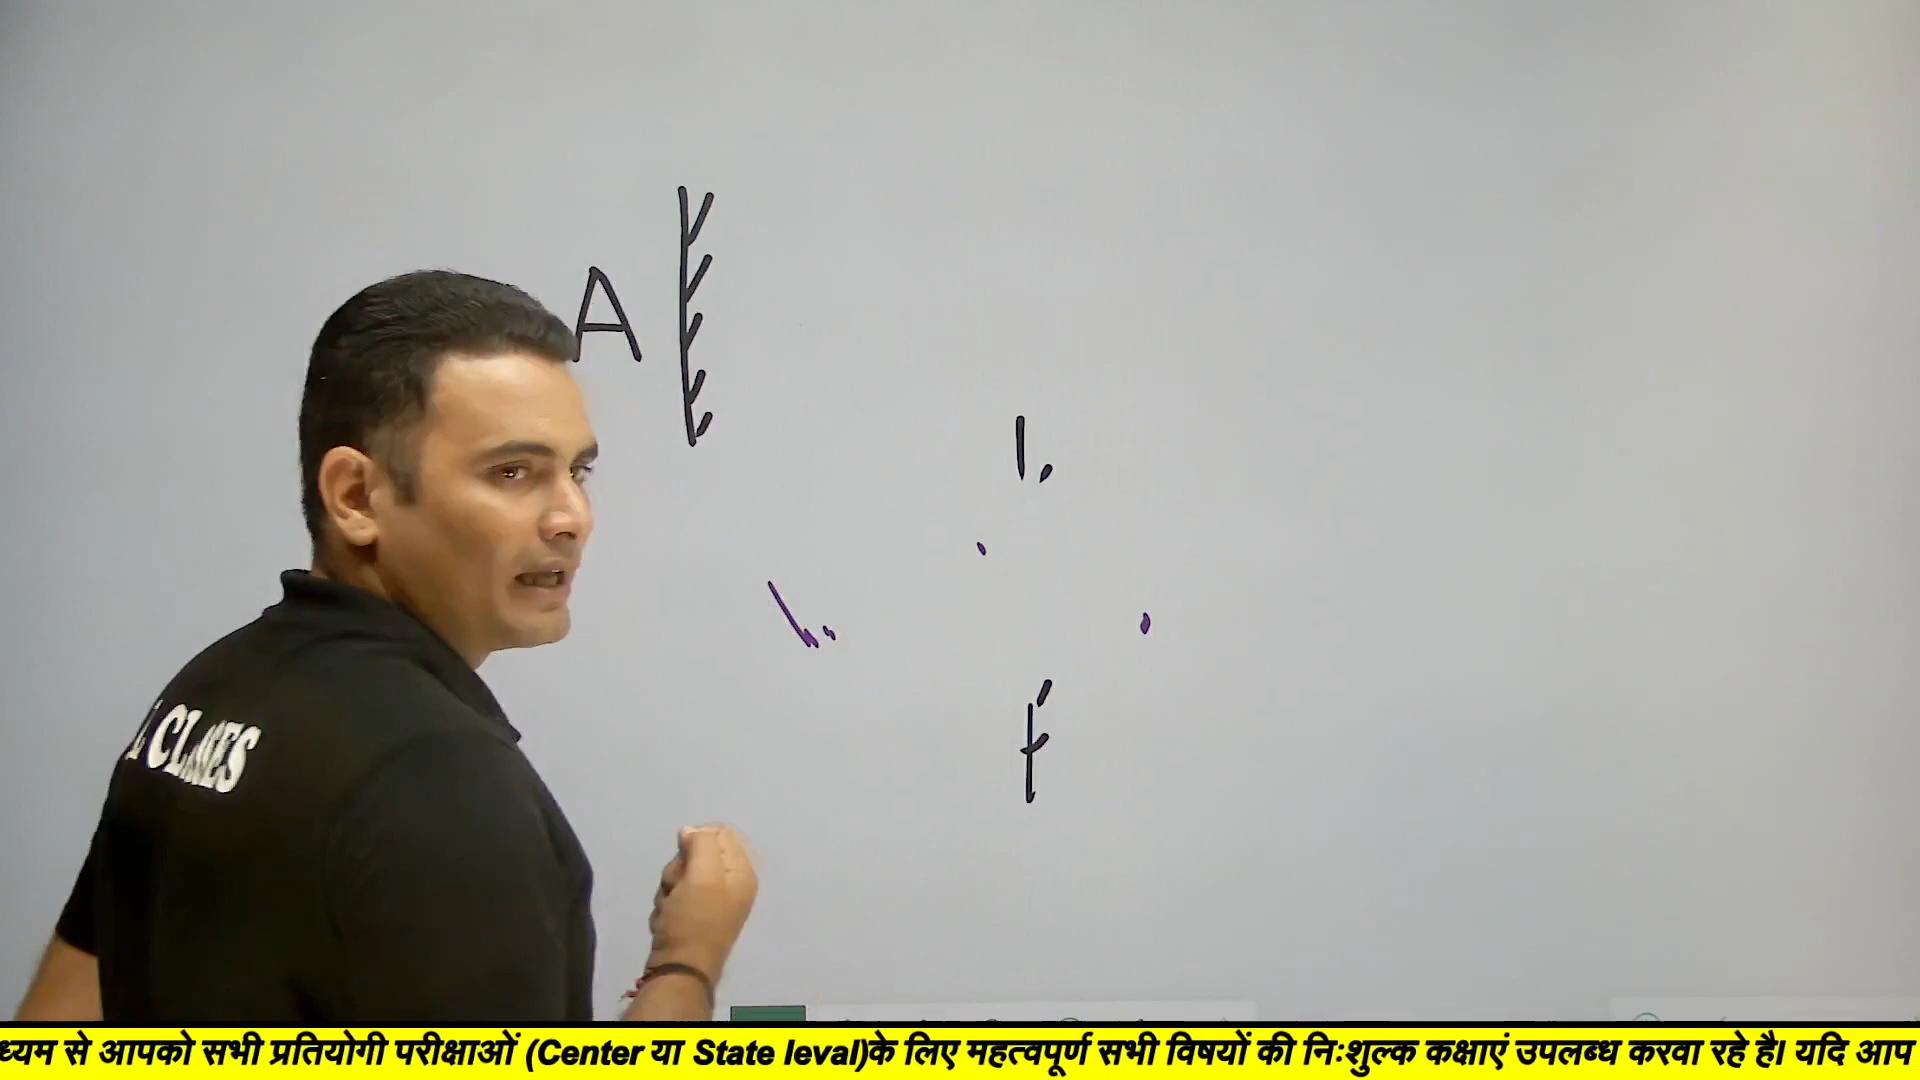 A
CLASSES
ध्यम से आपको सभी प्रतियोगी परीक्षाओं (Center या State leval)के लिए महत्वपूर्ण सभी विषयों की निःशुल्क कक्षाएं उपलब्ध करवा रहे है। यदि आप